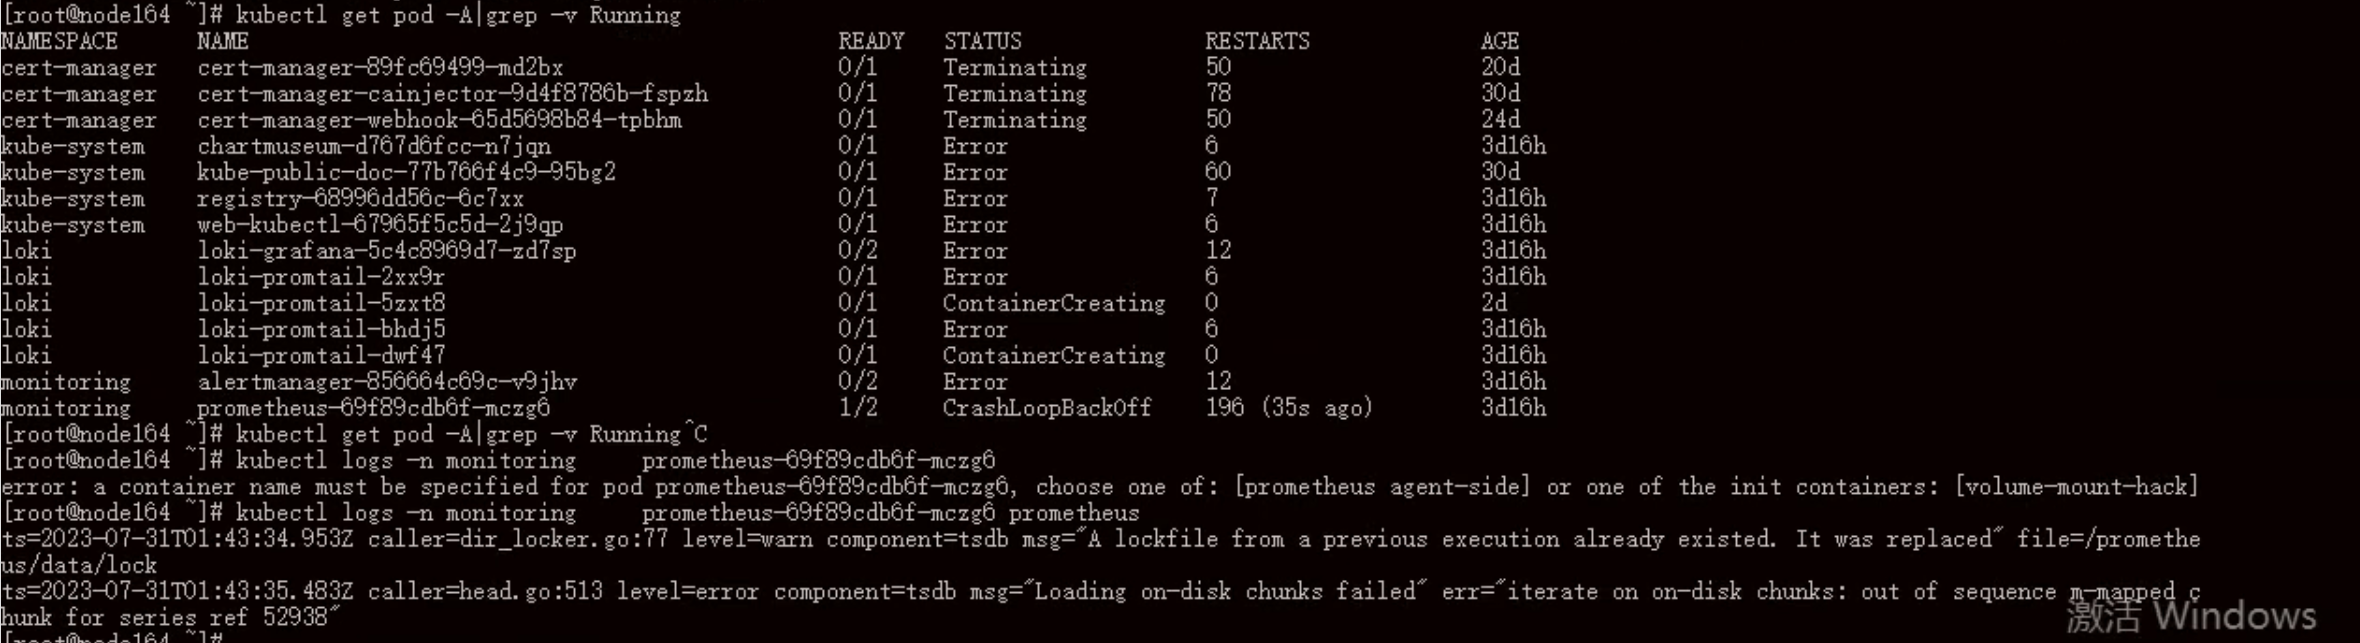 [root@node164 ~]# kubectl get pod -A|grep -v Running
NAMESPACE NAME READY STATUS RESTARTS AGE
cert-manager cert-manager-89fc69499-md2bx 0/1 Terminating 50 20d
cert-manager cert-manager-cainjector-9d4f8786b-fspzh 0/1 Terminating 78 30d
cert-manager cert-manager-webhook-65d5698b84-tpbhm 0/1 Terminating 50 24d
kube-system chartmuseum-d767d6fcc-n7jqn 0/1 Error 6 3d16h
kube-system kube-public-doc-77b766f4c9-95bg2 0/1 Error 60 30d
kube-system registry-68996dd56c-6c7xx 0/1 Error 7 3d16h
kube-system web-kubectl-67965f5c5d-2j9qp 0/1 Error 6 3d16h
loki loki-grafana-5c4c8969d7-zd7sp 0/2 Error 12 3d16h
loki loki-promtail-2xx9r 0/1 Error 6 3d16h
loki loki-promtail-5zxt8 0/1 ContainerCreating 0 2d
loki loki-promtail-bhdj5 0/1 Error 6 3d16h
loki loki-promtail-dwf47 0/1 ContainerCreating 0 3d16h
monitoring alertmanager-856664c69c-v9jhv 0/2 Error 12 3d16h
monitoring prometheus-69f89cdb6f-mczg6 1/2 CrashLoopBackOff 196 (35s ago) 3d16h
[root@node164 ~]# kubectl get pod -A|grep -v Running^C
[root@node164 ~]# kubectl logs -n monitoring prometheus-69f89cdb6f-mczg6
error: a container name must be specified for pod prometheus-69f89cdb6f-mczg6, choose one of: [prometheus agent-side] or one of the init containers: [volume-mount-hack]
[root@node164 ~]# kubectl logs -n monitoring prometheus-69f89cdb6f-mczg6 prometheus
ts=2023-07-31T01:43:34.953Z caller=dir_locker.go:77 level=warn component=tsdb msg="A lockfile from a previous execution already existed. It was replaced" file=/promethe
us/data/lock
ts=2023-07-31T01:43:35.483Z caller=head.go:513 level=error component=tsdb msg="Loading on-disk chunks failed" err="iterate on on-disk chunks: out of sequence m-mapped c
hunk for series ref 52938"
[root@node164 ~]#
激活 Windows